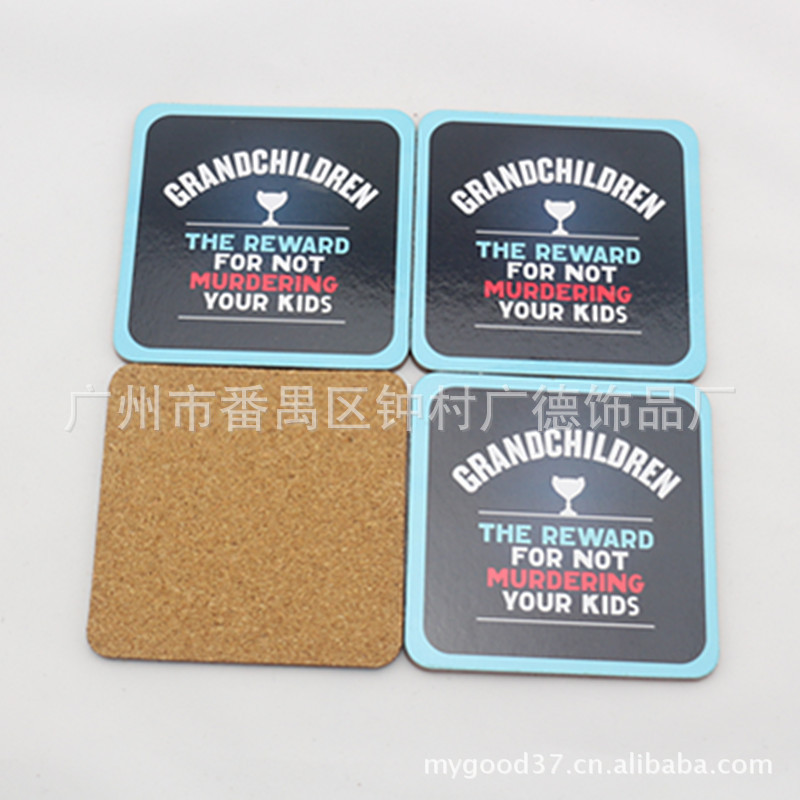 GRANDCHILDREN
THE REWARD
FOR NOT
MURDERING
YOUR KIDS
GRANDCHILDREN
THE REWARD
FOR NOT
MURDERING
YOUR KIDS
广州市番禺区钟村广德饰品厂
GRANDCHILDREN
THE REWARD
FOR NOT
MURDERING
YOUR KIDS
mygood37.cn.alibaba.com